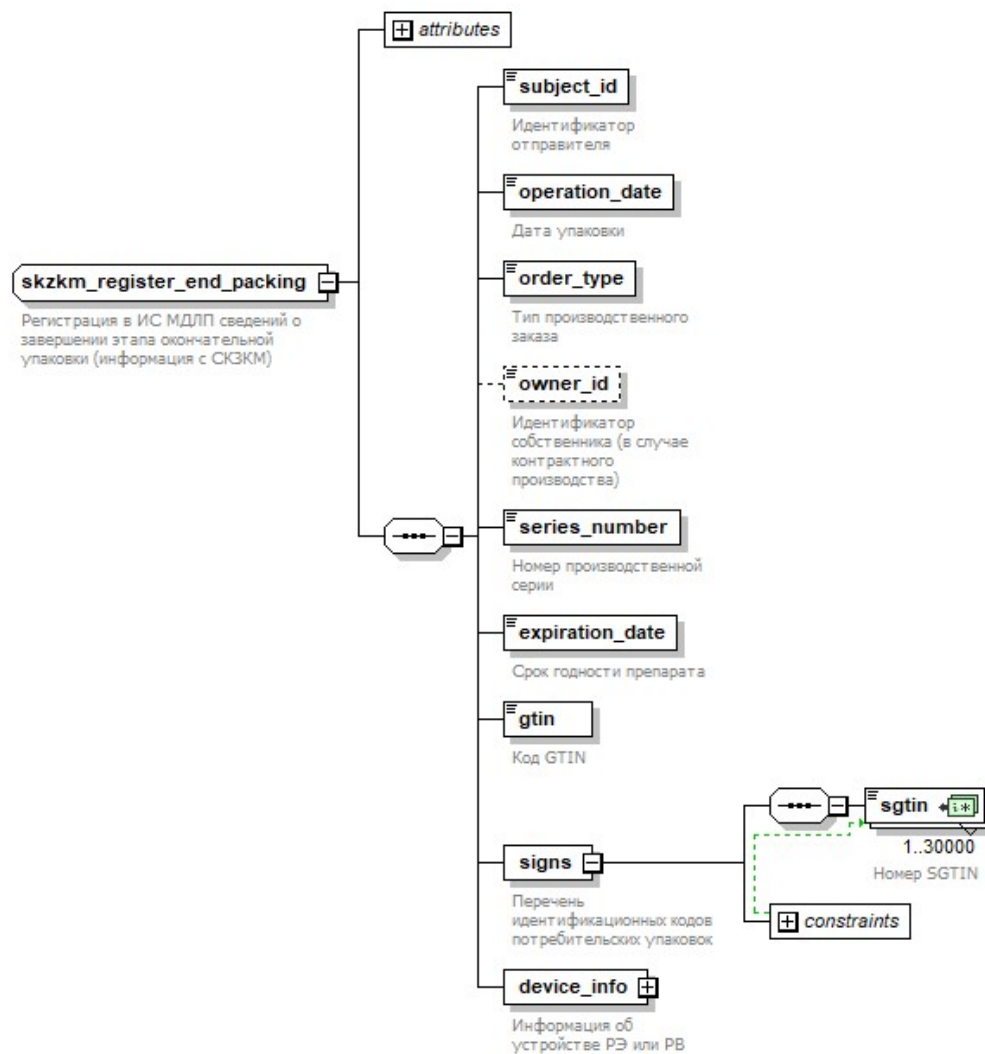 attributes
subject_id
Идентификатор
отправителя
operation_date
Дата упаковки
skzkm_register_end_packing
Регистрация в ИС МДЛП сведений о
завершении этапа окончательной
упаковки (информация с СКЗКМ)
order_type
Тип производственного
заказа
owner_id
Идентификатор
собственника (в случае
контрактного
производства)
series_number
Номер производственной
серии
expiration_date
Срок годности препарата
gtin
Код GTIN
signs
Перечень
идентификационных кодов
потребительских упаковок
sgtin
i*
1..30000
Номер SGTIN
constraints
device_info
Информация об
устройстве РЭ или РВ